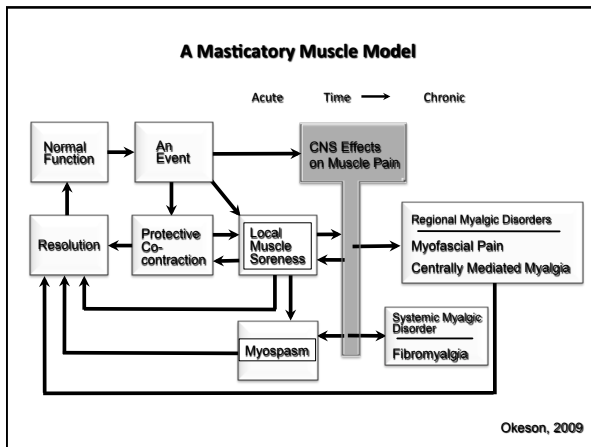 A Masticatory Muscle Model
Acute Time Chronic
Normal
Function
An
Event
CNS Effects
on Muscle Pain
Resolution
Protective
Co-
contraction
Local
Muscle
Soreness
Regional Myalgic Disorders
Myofascial Pain
Centrally Mediated Myalgia
Myospasm
Systemic Myalgic
Disorder
Fibromyalgia
Okeson, 2009